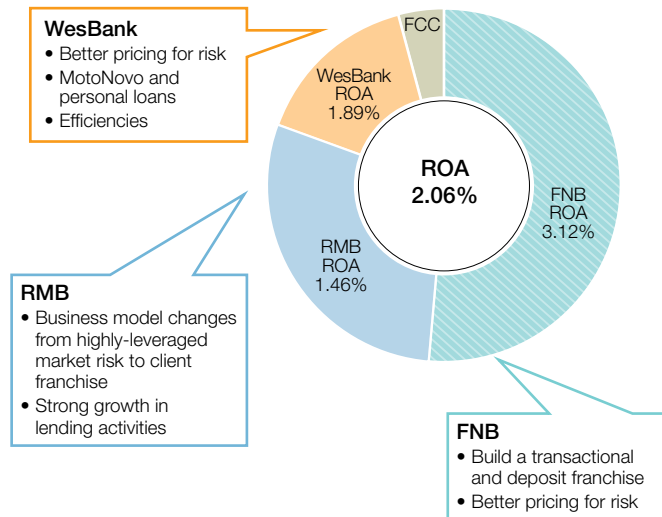 WesBank
• Better pricing for risk
• MotoNovo and
personal loans
• Efficiencies
FCC
WesBank
ROA
1.89%
ROA
2.06%
FNB
ROA
3.12%
RMB
ROA
1.46%
RMB
• Business model changes
from highly-leveraged
market risk to client
franchise
• Strong growth in
lending activities
FNB
• Build a transactional
and deposit franchise
• Better pricing for risk